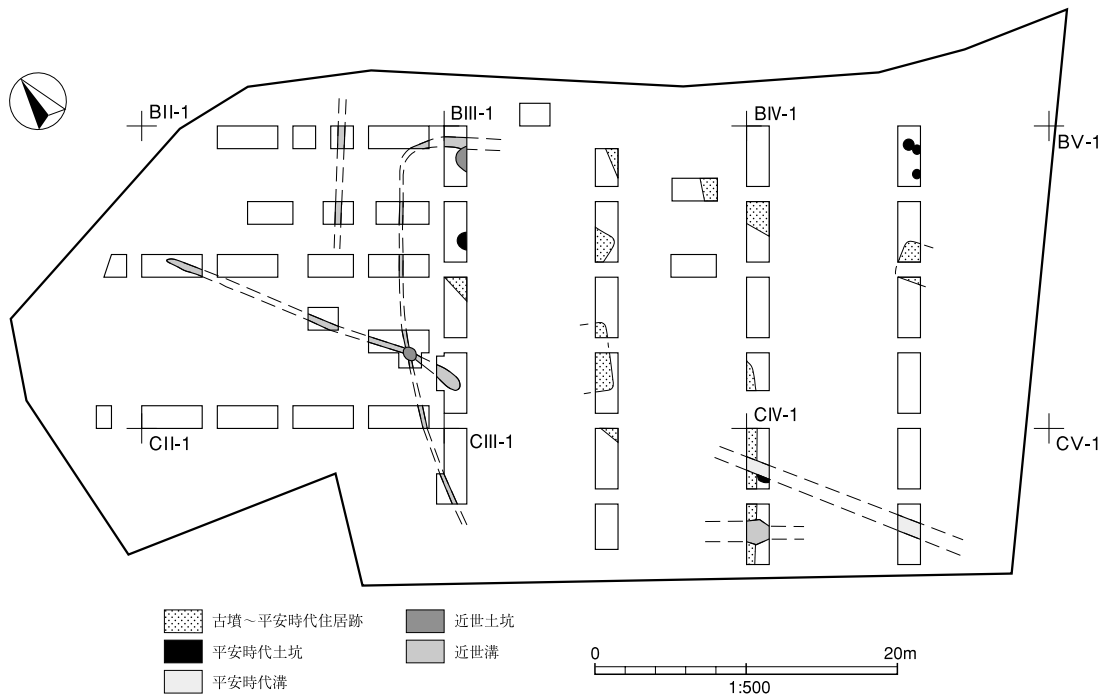 BII-1
BIII-1
BIV-1
BV-1
CII-1
CIII-1
CIV-1
CV-1
古墳～平安時代住居跡
平安時代土坑
平安時代溝
近世土坑
近世溝
0
20m
1:500